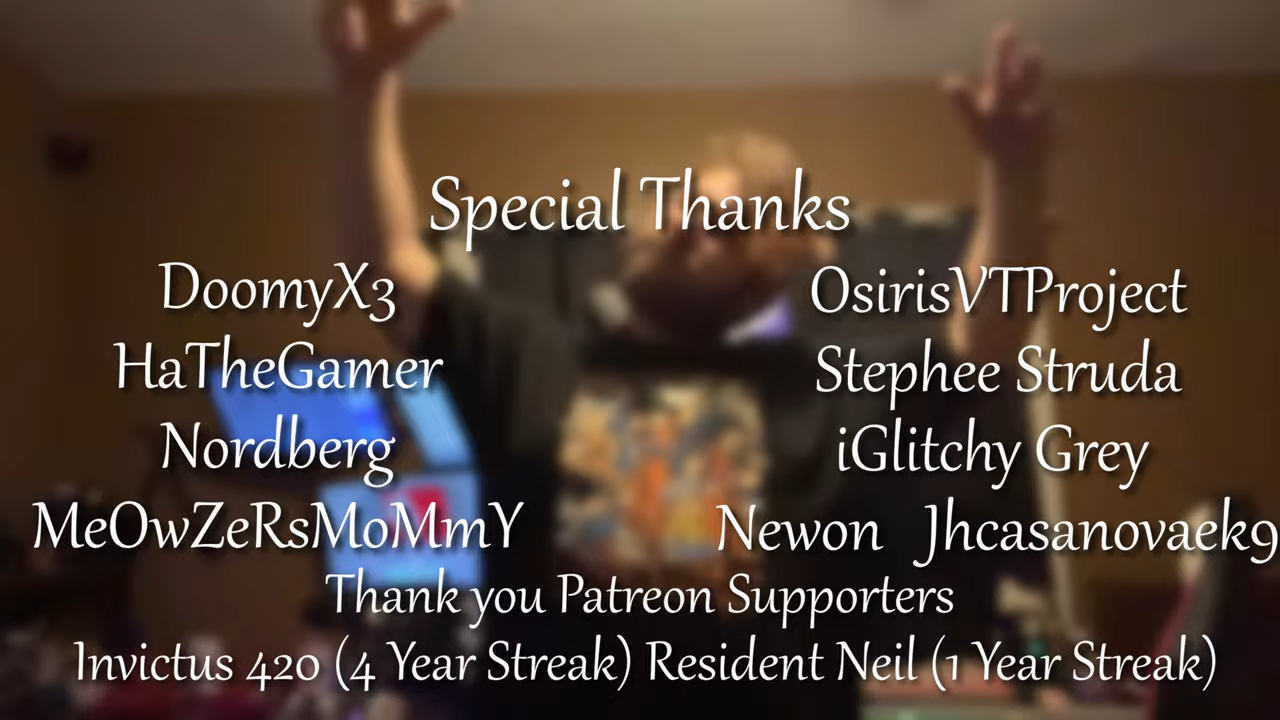 Special Thanks
DoomyX3 OsirisVTProject
HaTheGamer Stephee Struda
Nordberg iGlitchy Grey
MeOwZeRsMoMmY Newon Jhcasanovaek9
Thank you Patreon Supporters
Invictus 420 (4 Year Streak) Resident Neil (1 Year Streak)